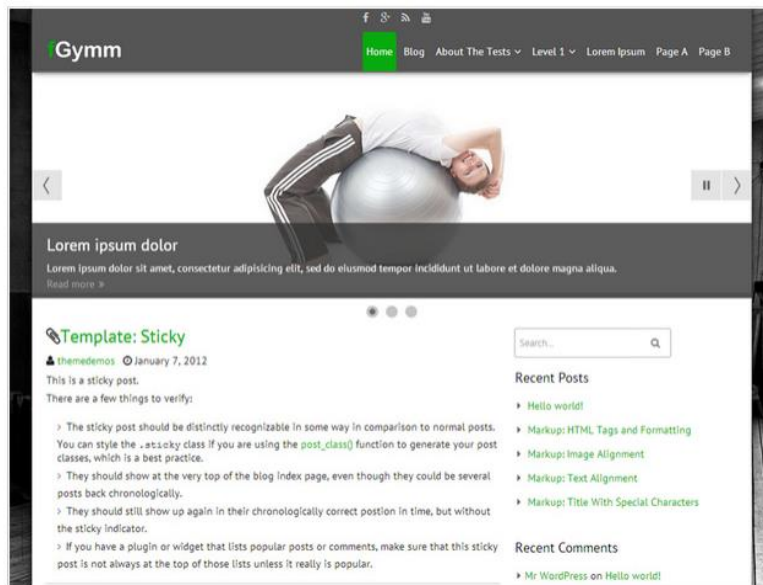 fGymm
Home Blog About The Tests Level 1 Lorem Ipsum Page A Page B
Lorem ipsum dolor
Lorem ipsum dolor sit amet, consectetur adipisicing elit, sed do eiusmod tempor incididunt ut labore et dolore magna aliqua.
Read more »
Template: Sticky
themedemos January 7, 2012
This is a sticky post.
There are a few things to verify:
The sticky post should be distinctly recognizable in some way in comparison to normal posts.
You can style the .sticky class if you are using the post_class() function to generate your post
classes, which is a best practice.
They should show at the very top of the blog index page, even though they could be several
posts back chronologically.
They should still show up again in their chronologically correct postion in time, but without
the sticky indicator.
If you have a plugin or widget that lists popular posts or comments, make sure that this sticky
post is not always at the top of those lists unless it really is popular.
Search...
Recent Posts
Hello world!
Markup: HTML Tags and Formatting
Markup: Image Alignment
Markup: Text Alignment
Markup: Title With Special Characters
Recent Comments
Mr WordPress on Hello world!